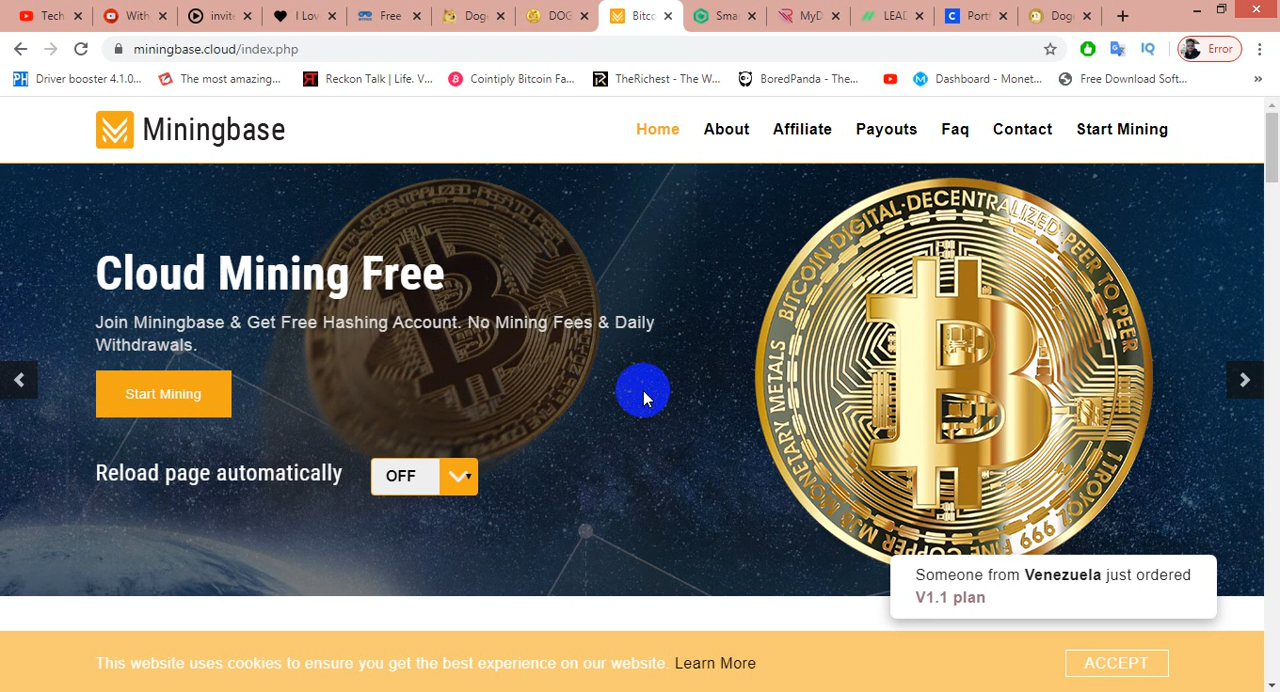 Tech
With
invit
I Lov
Free
Dog
DOG
Bitc
Sma
MyD
LEAD
Portf
Dog
miningbase.cloud/index.php
IQ
Error
PH Driver booster 4.1.0...
The most amazing...
Reckon Talk | Life. V...
Cointiply Bitcoin Fa...
TheRichest - The W...
BoredPanda - The...
Dashboard - Monet...
Free Download Soft...
Miningbase
Home
About
Affiliate
Payouts
Faq
Contact
Start Mining
Cloud Mining Free
Join Miningbase & Get Free Hashing Account. No Mining Fees & Daily
Withdrawals.
Start Mining
Reload page automatically
OFF
BITCOIN·DIGITAL·DECENTRALIZED·PEER TO PEER
Someone from Venezuela just ordered
V1.1 plan
This website uses cookies to ensure you get the best experience on our website. Learn More
ACCEPT